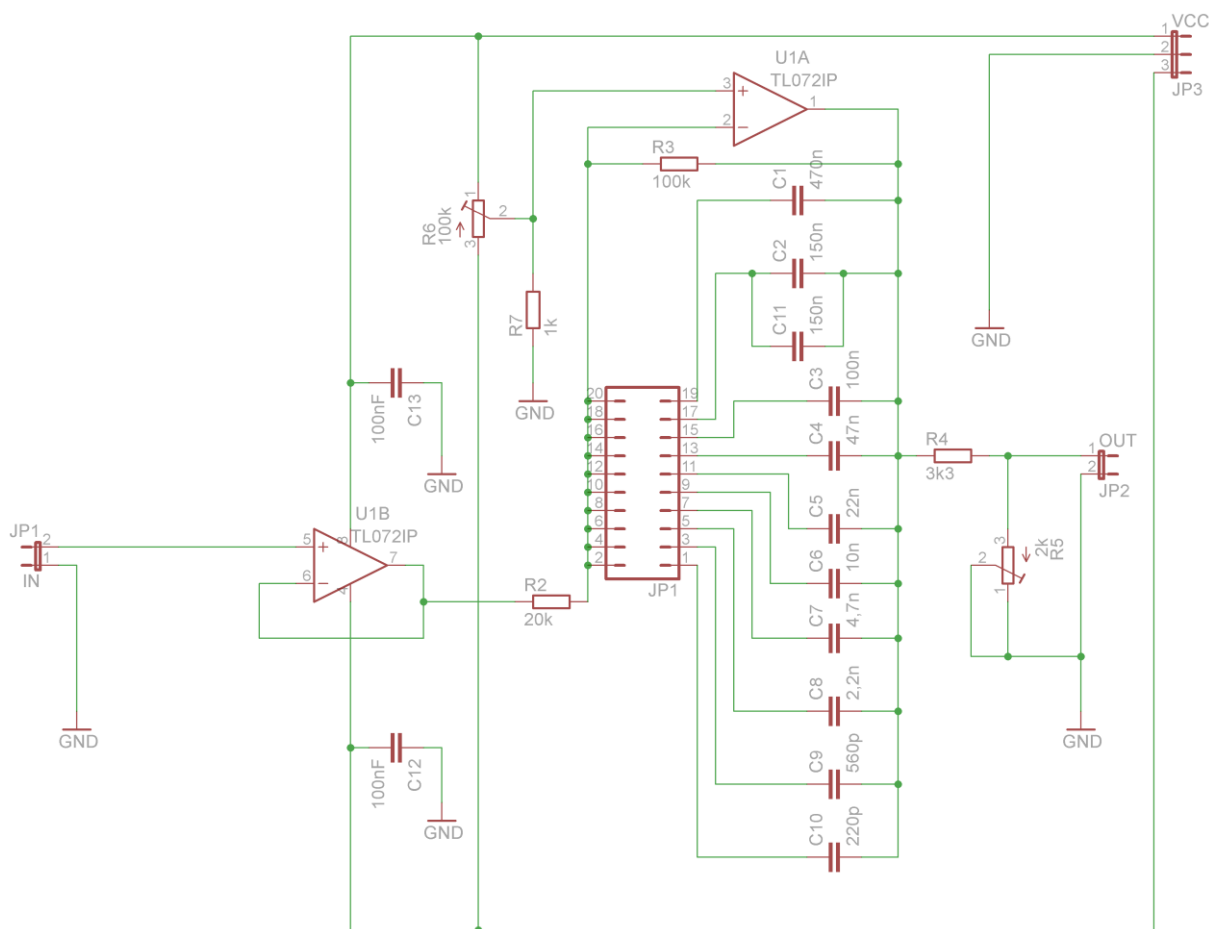 VCC
1
2
3
JP3
U1A
TL072IP
3
+
2
−
1
R3
100k
C1
470n
R6
100k
1
2
3
C2
150n
C11
150n
R7
1k
GND
GND
C3
100n
C4
47n
C5
22n
C6
10n
C7
4,7n
C8
2,2n
C9
560p
C10
220p
20
18
16
14
12
10
8
6
4
2
19
17
15
13
11
9
7
5
3
1
JP1
100nF
C13
GND
U1B
TL072IP
5
+
6
−
7
8
4
JP1
2
1
IN
GND
R2
20k
R4
3k3
OUT
1
2
JP2
3
2
1
2k
R5
GND
100nF
C12
GND